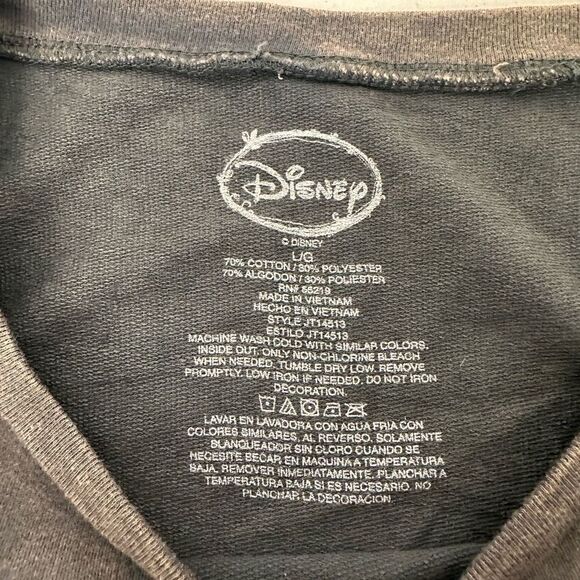 Disney
© DISNEY
L/G
70% COTTON / 30% POLYESTER
70% ALGODON / 30% POLIESTER
RN# 56219
MADE IN VIETNAM
HECHO EN VIETNAM
STYLE JT14513
ESTILO JT14513
MACHINE WASH COLD WITH SIMILAR COLORS,
INSIDE OUT. ONLY NON-CHLORINE BLEACH
WHEN NEEDED. TUMBLE DRY LOW. REMOVE
PROMPTLY. LOW IRON IF NEEDED. DO NOT IRON
DECORATION.
LAVAR EN LAVADORA CON AGUA FRIA CON
COLORES SIMILARES, AL REVERSO. SOLAMENTE
BLANQUEADOR SIN CLORO CUANDO SE
NECESITE SECAR EN MAQUINA A TEMPERATURA
BAJA. REMOVER INMEDIATAMENTE. PLANCHAR A
TEMPERATURA BAJA SI ES NECESARIO. NO
PLANCHAR LA DECORACION.